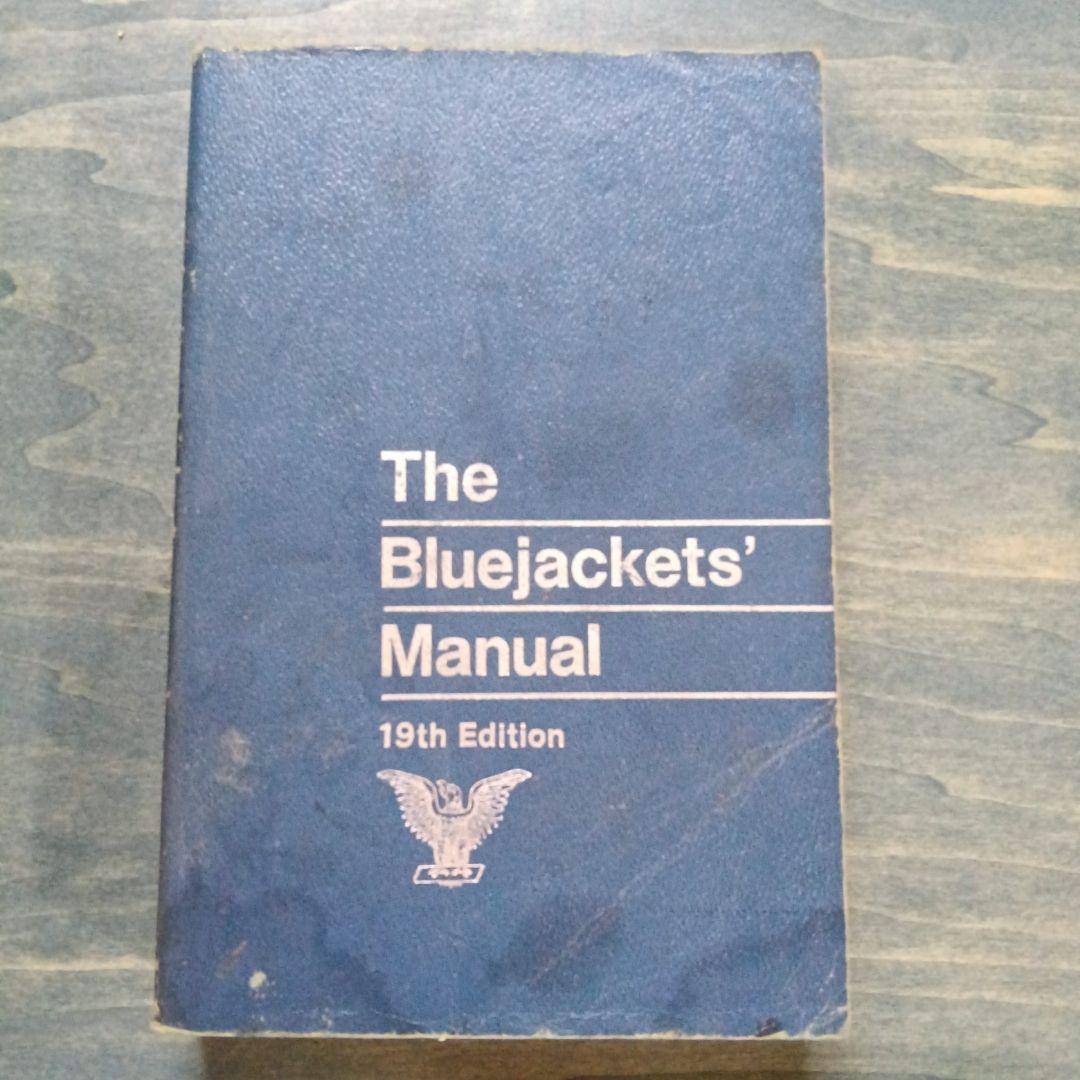 The
Bluejackets’
Manual
19th Edition